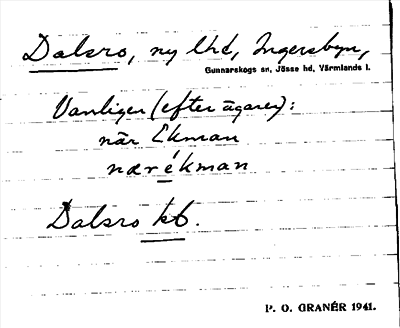 Dalsro, ny lhd, Ingersbyn,
Gunnarskogs sn, Jösse hd, Värmlands l.
Vanligen (efter ägaren):
när Ekman
nær ékman
Dalsro kb.
P. O. GRANÉR 1941.